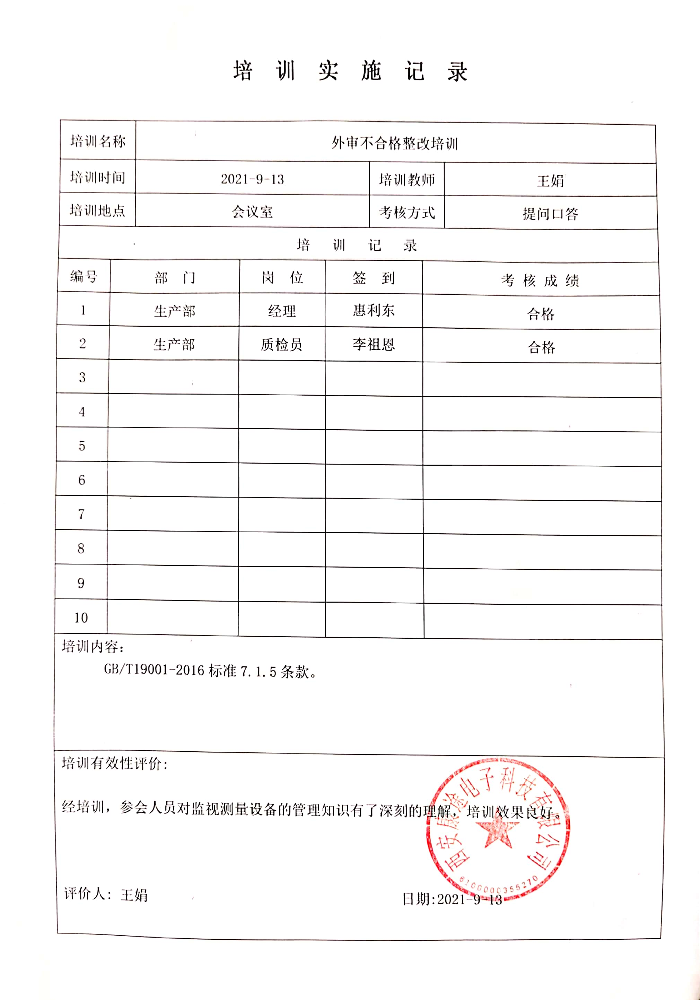 培训实施记录
培训名称 外审不合格整改培训
培训时间 2021-9-13 培训教师 王娟
培训地点 会议室 考核方式 提问口答
培训记录
编号 部门 岗位 签到 考核成绩
1 生产部 经理 惠利东 合格
2 生产部 质检员 李祖恩 合格
3
4
5
6
7
8
9
10
培训内容：
GB/T19001-2016标准7.1.5条款。
培训有效性评价：
经培训，参会人员对监视测量设备的管理知识有了深刻的理解，培训效果良好。
西安康途电子科技有限公司
6100000355270
评价人：王娟 日期:2021-9-13